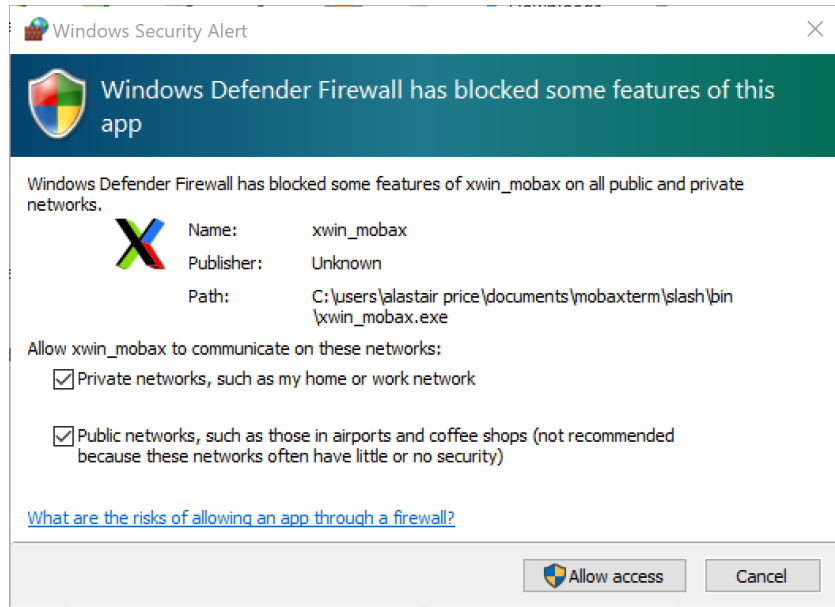 Windows Security Alert
Windows Defender Firewall has blocked some features of this
app
Windows Defender Firewall has blocked some features of xwin_mobax on all public and private
networks.
Name: xwin_mobax
Publisher: Unknown
Path: C:\users\alastair price\documents\mobaxterm\slash\bin
\xwin_mobax.exe
Allow xwin_mobax to communicate on these networks:
Private networks, such as my home or work network
Public networks, such as those in airports and coffee shops (not recommended
because these networks often have little or no security)
What are the risks of allowing an app through a firewall?
Allow access Cancel